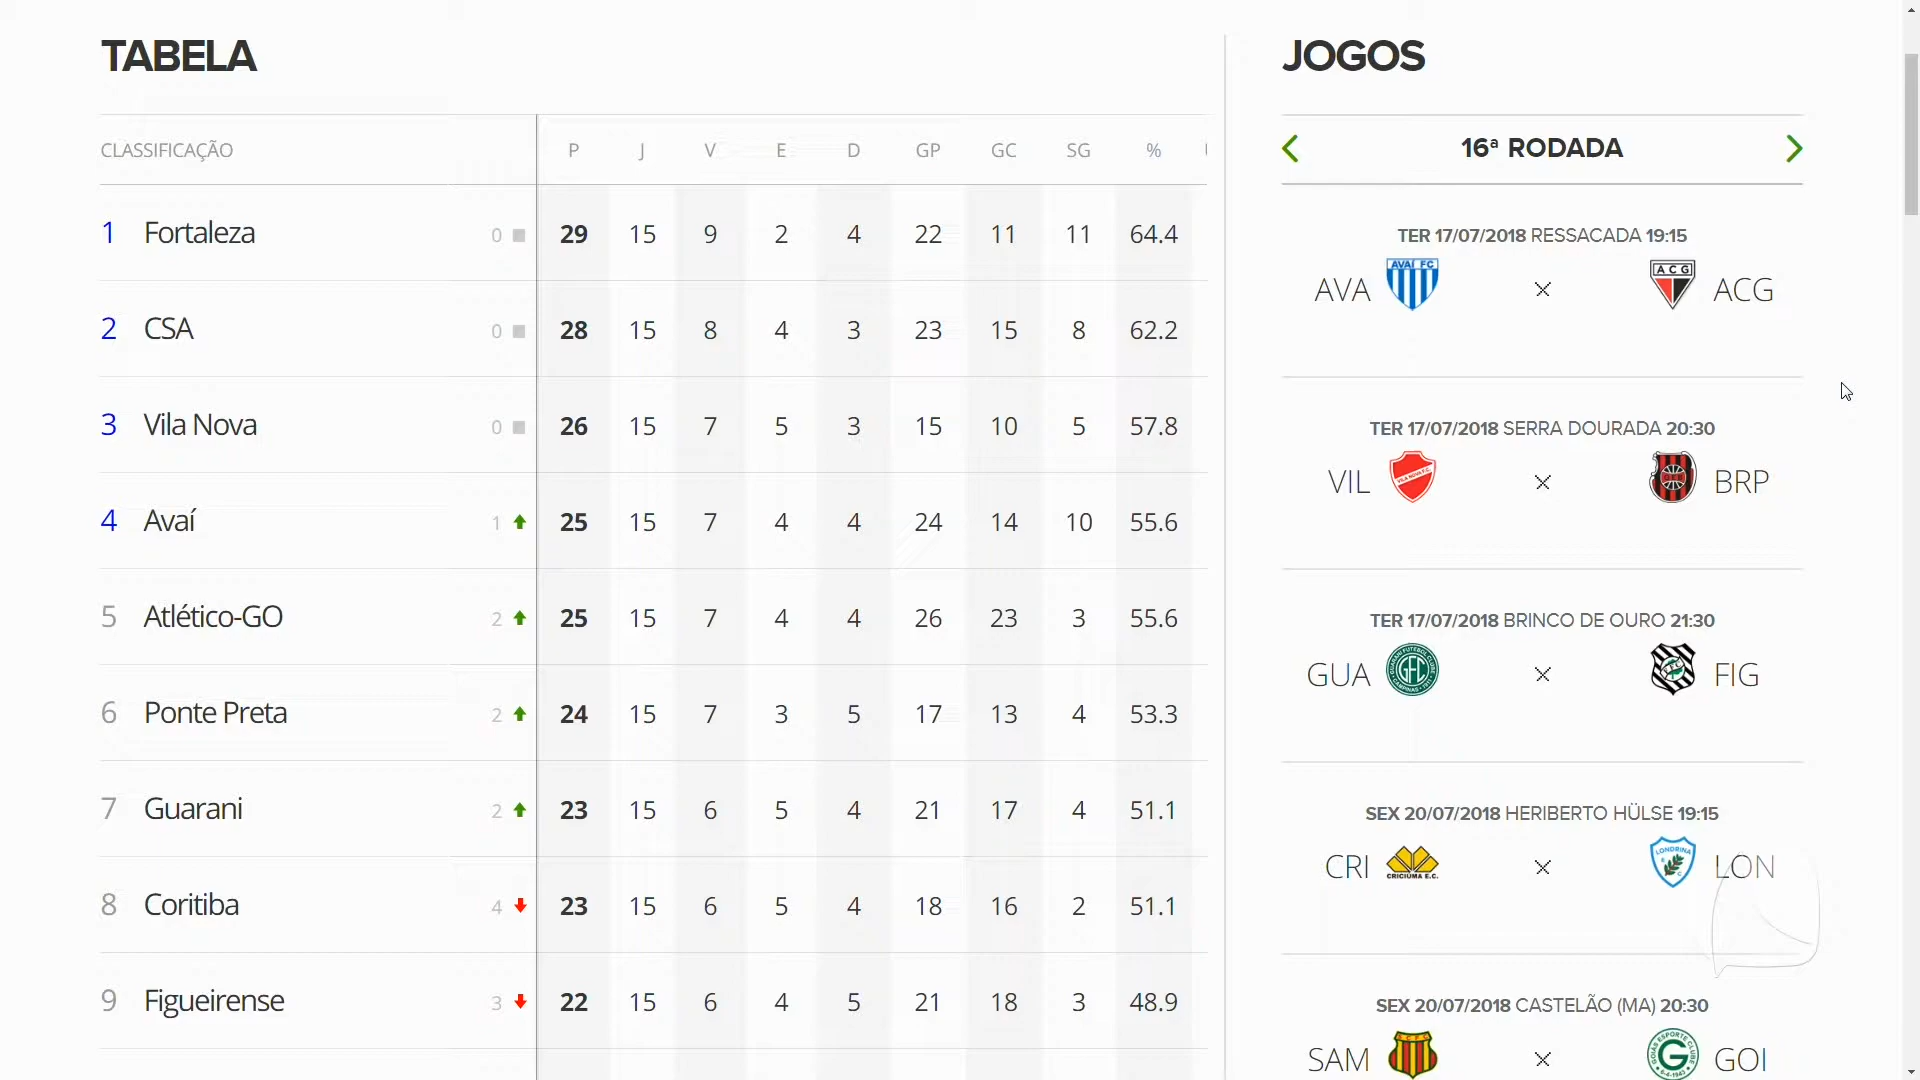 TABELA
CLASSIFICAÇÃO P J V E D GP GC SG %
1 Fortaleza 0 29 15 9 2 4 22 11 11 64.4
2 CSA 0 28 15 8 4 3 23 15 8 62.2
3 Vila Nova 0 26 15 7 5 3 15 10 5 57.8
4 Avaí 1 25 15 7 4 4 24 14 10 55.6
5 Atlético-GO 2 25 15 7 4 4 26 23 3 55.6
6 Ponte Preta 2 24 15 7 3 5 17 13 4 53.3
7 Guarani 2 23 15 6 5 4 21 17 4 51.1
8 Coritiba 4 23 15 6 5 4 18 16 2 51.1
9 Figueirense 3 22 15 6 4 5 21 18 3 48.9
JOGOS
16ª RODADA
TER 17/07/2018 RESSACADA 19:15
AVA AVAÍ FC × ACG ACG
TER 17/07/2018 SERRA DOURADA 20:30
VIL VILA NOVA F.C. × BRP
TER 17/07/2018 BRINCO DE OURO 21:30
GUA GFC × FIG
SEX 20/07/2018 HERIBERTO HÜLSE 19:15
CRI CRICIÚMA E.C. × LONDRINA LON
SEX 20/07/2018 CASTELÃO (MA) 20:30
SAM × G GOI